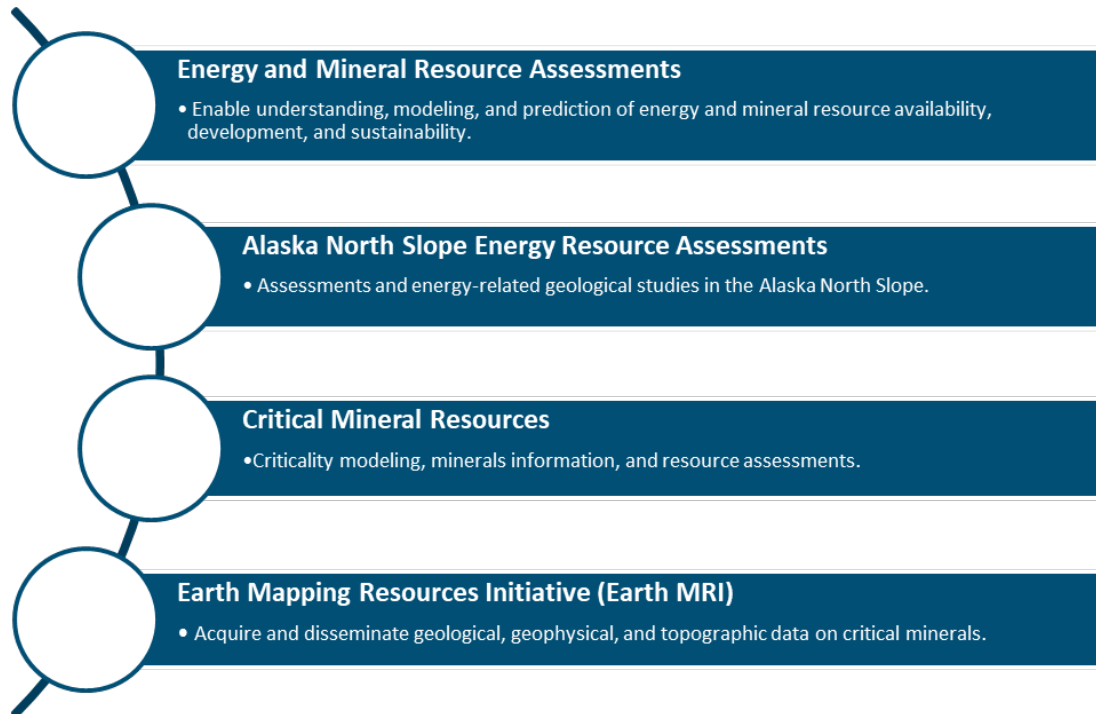 Energy and Mineral Resource Assessments
• Enable understanding, modeling, and prediction of energy and mineral resource availability,
development, and sustainability.
Alaska North Slope Energy Resource Assessments
• Assessments and energy-related geological studies in the Alaska North Slope.
Critical Mineral Resources
•Criticality modeling, minerals information, and resource assessments.
Earth Mapping Resources Initiative (Earth MRI)
• Acquire and disseminate geological, geophysical, and topographic data on critical minerals.